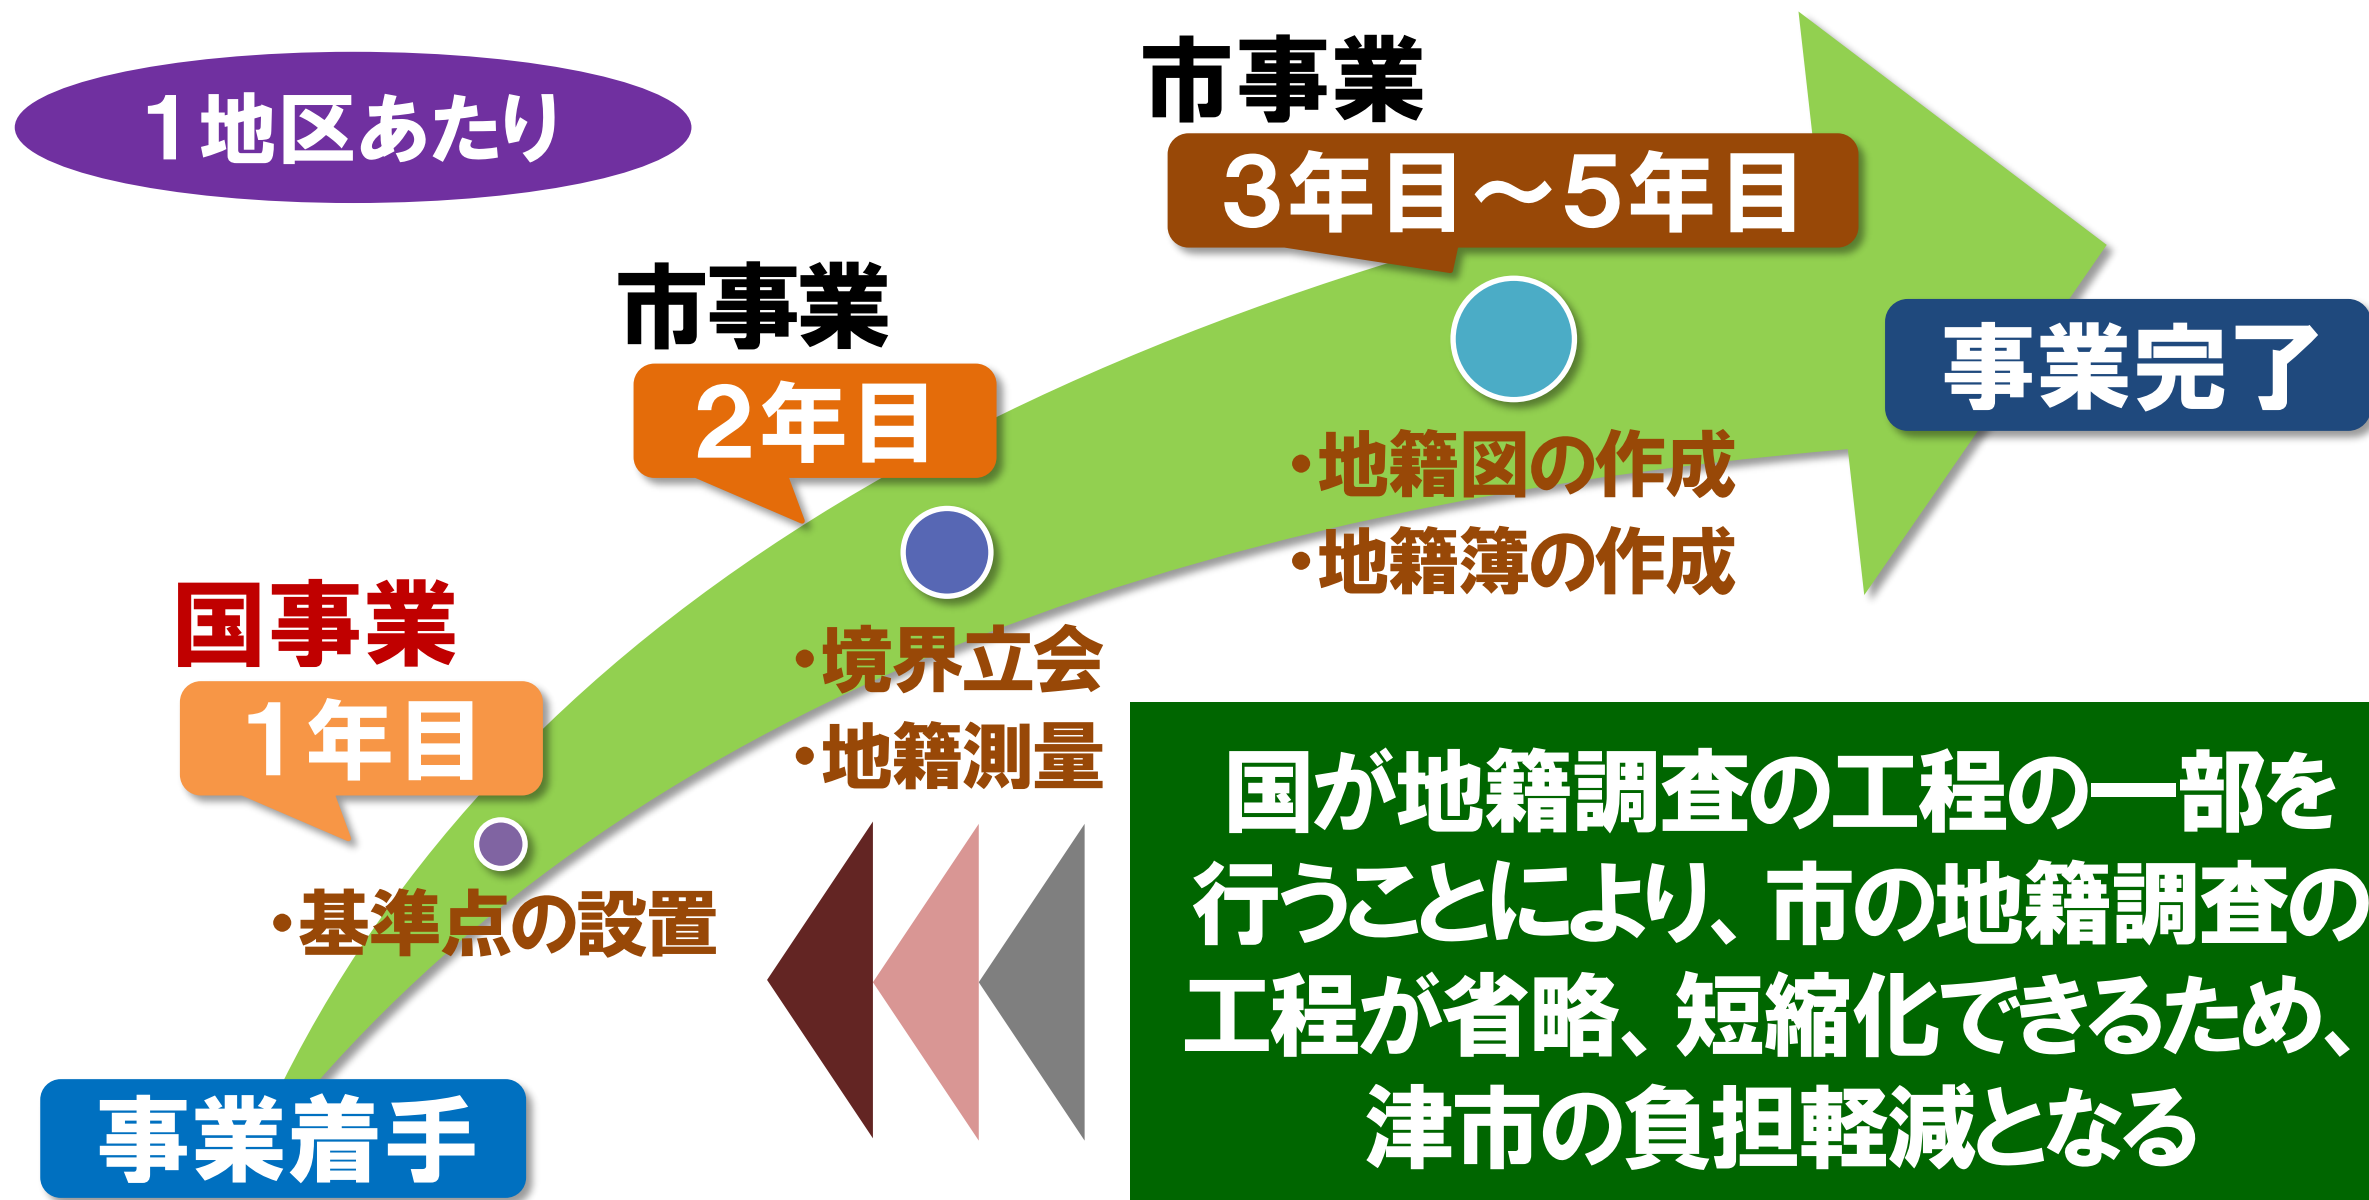 １地区あたり
市事業
３年目～５年目
市事業
２年目
事業完了
・地籍図の作成
・地籍簿の作成
国事業
１年目
・境界立会
・地籍測量
・基準点の設置
国が地籍調査の工程の一部を
行うことにより、市の地籍調査の
工程が省略、短縮化できるため、
津市の負担軽減となる
事業着手